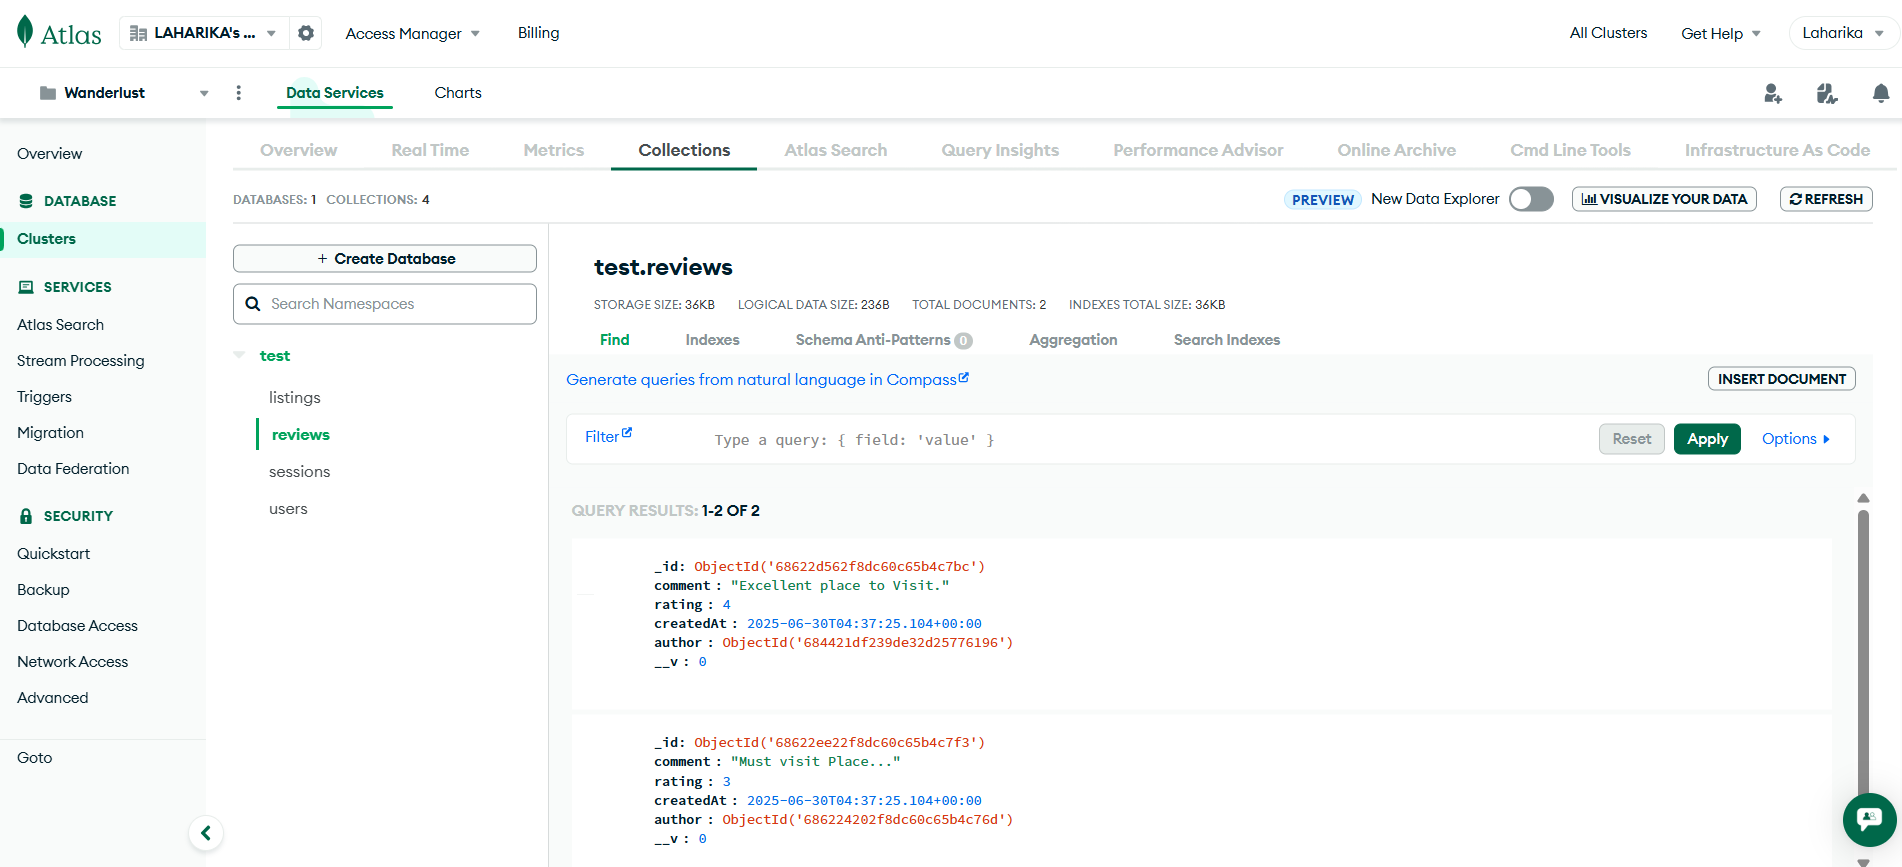 Atlas LAHARIKA's ... Access Manager Billing All Clusters Get Help Laharika
Wanderlust Data Services Charts
Overview
DATABASE
Clusters
SERVICES
Atlas Search
Stream Processing
Triggers
Migration
Data Federation
SECURITY
Quickstart
Backup
Database Access
Network Access
Advanced
Goto
Overview Real Time Metrics Collections Atlas Search Query Insights Performance Advisor Online Archive Cmd Line Tools Infrastructure As Code
DATABASES: 1 COLLECTIONS: 4 PREVIEW New Data Explorer VISUALIZE YOUR DATA REFRESH
+ Create Database
Search Namespaces
test
listings
reviews
sessions
users
test.reviews
STORAGE SIZE: 36KB LOGICAL DATA SIZE: 236B TOTAL DOCUMENTS: 2 INDEXES TOTAL SIZE: 36KB
Find Indexes Schema Anti-Patterns 0 Aggregation Search Indexes
Generate queries from natural language in Compass INSERT DOCUMENT
Filter Type a query: { field: 'value' } Reset Apply Options
QUERY RESULTS: 1-2 OF 2
_id: ObjectId('68622d562f8dc60c65b4c7bc')
comment : "Excellent place to Visit."
rating : 4
createdAt : 2025-06-30T04:37:25.104+00:00
author : ObjectId('684421df239de32d25776196')
__v : 0
_id: ObjectId('68622ee22f8dc60c65b4c7f3')
comment : "Must visit Place..."
rating : 3
createdAt : 2025-06-30T04:37:25.104+00:00
author : ObjectId('686224202f8dc60c65b4c76d')
__v : 0